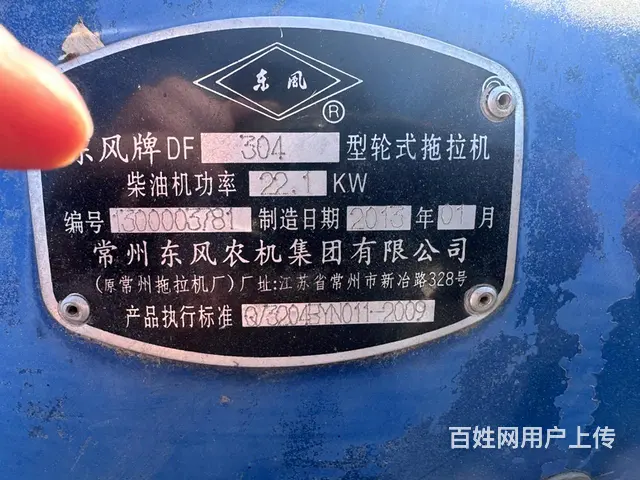 东风
®
东风牌DF 304 型轮式拖拉机
柴油机功率 22.1 KW
编号 1300003781 制造日期 2013 年 01 月
常州东风农机集团有限公司
(原常州拖拉机厂)厂址:江苏省常州市新冶路328号
产品执行标准 Q/3204BYN011-2009
百姓网用户上传